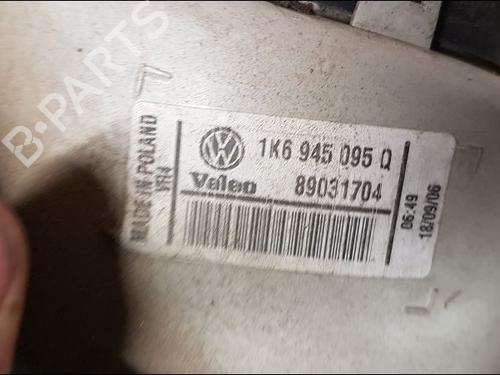 B-PARTS
1K6 945 095 Q
Valeo 89031704
MADE IN POLAND
VR4
06:49
18/09/06